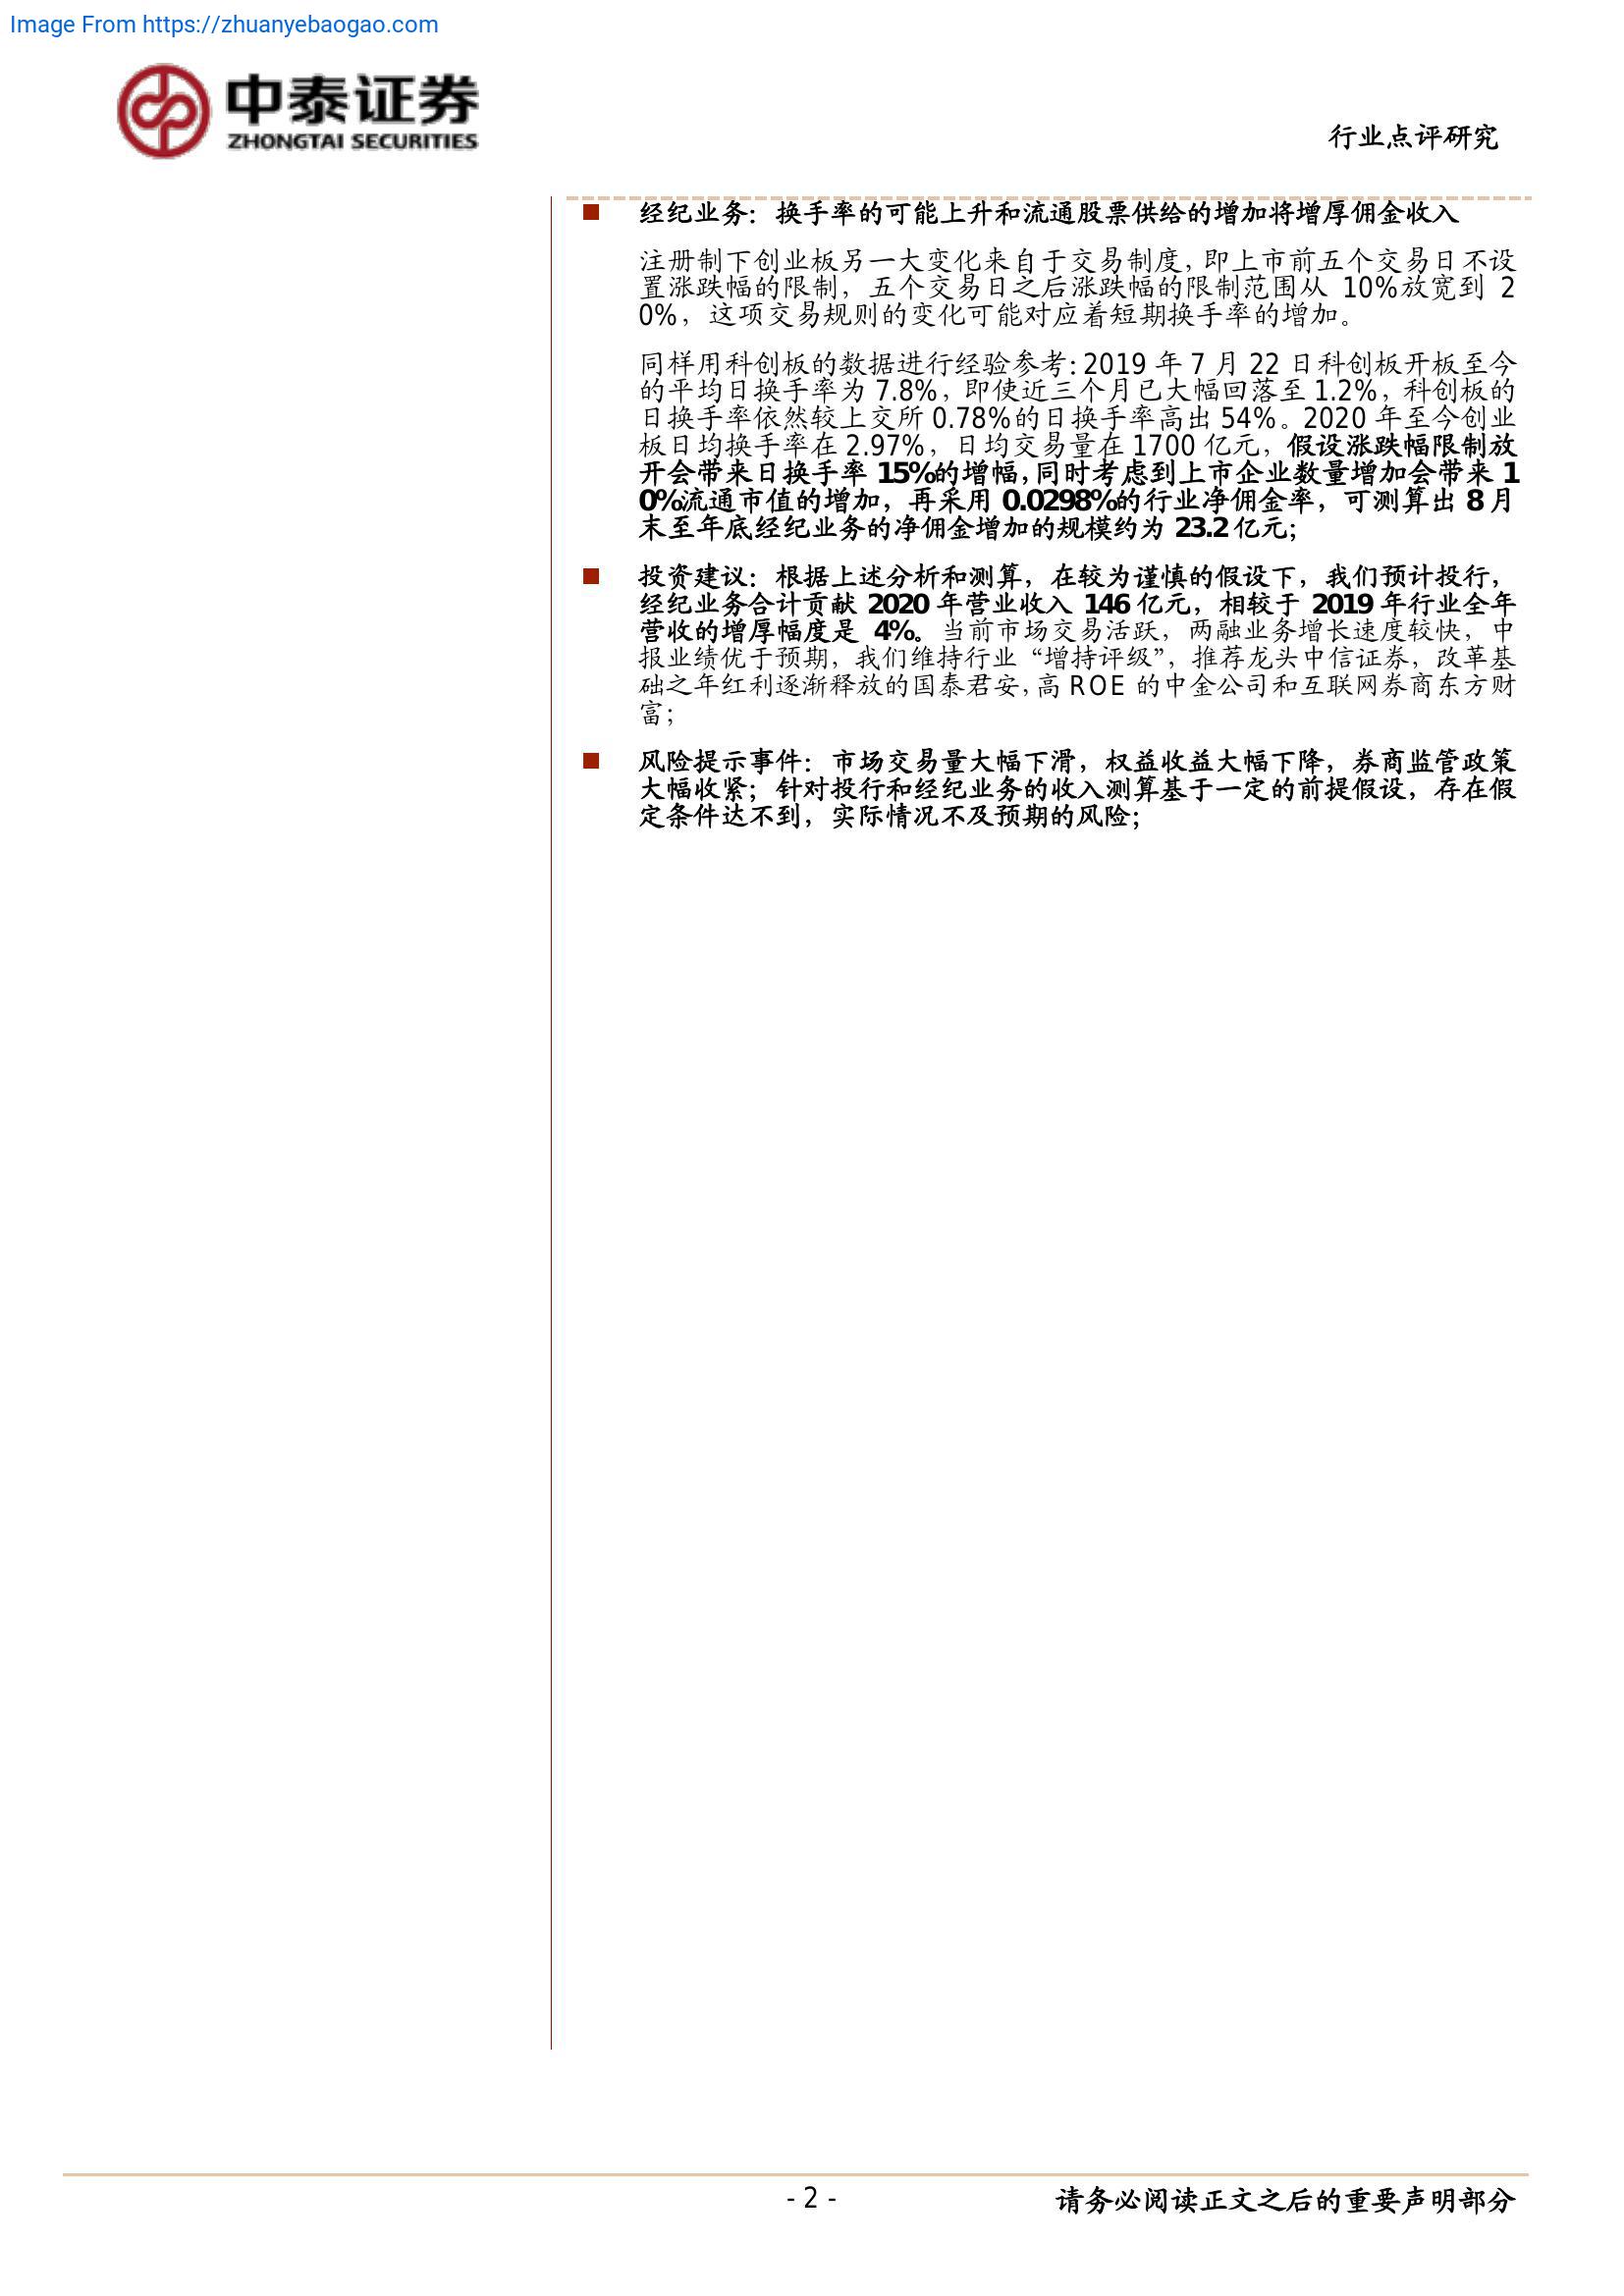 Image From https://zhuanyebaogao.com
中泰证券
ZHONGTAI SECURITIES
行业点评研究
经纪业务：换手率的可能上升和流通股票供给的增加将增厚佣金收入
注册制下创业板另一大变化来自于交易制度，即上市前五个交易日不设
置涨跌幅的限制，五个交易日之后涨跌幅的限制范围从 10%放宽到 2
0%，这项交易规则的变化可能对应着短期换手率的增加。
同样用科创板的数据进行经验参考：2019 年 7 月 22 日科创板开板至今
的平均日换手率为 7.8%，即使近三个月已大幅回落至 1.2%，科创板的
日换手率依然较上交所 0.78%的日换手率高出 54%。2020 年至今创业
板日均换手率在 2.97%，日均交易量在 1700 亿元，假设涨跌幅限制放
开会带来日换手率 15%的增幅，同时考虑到上市企业数量增加会带来 1
0%流通市值的增加，再采用 0.0298%的行业净佣金率，可测算出 8 月
末至年底经纪业务的净佣金增加的规模约为 23.2 亿元；
投资建议：根据上述分析和测算，在较为谨慎的假设下，我们预计投行，
经纪业务合计贡献 2020 年营业收入 146 亿元，相较于 2019 年行业全年
营收的增厚幅度是 4%。当前市场交易活跃，两融业务增长速度较快，中
报业绩优于预期，我们维持行业“增持评级”，推荐龙头中信证券，改革基
础之年红利逐渐释放的国泰君安，高 ROE 的中金公司和互联网券商东方财
富；
风险提示事件：市场交易量大幅下滑，权益收益大幅下降，券商监管政策
大幅收紧；针对投行和经纪业务的收入测算基于一定的前提假设，存在假
定条件达不到，实际情况不及预期的风险；
- 2 -
请务必阅读正文之后的重要声明部分